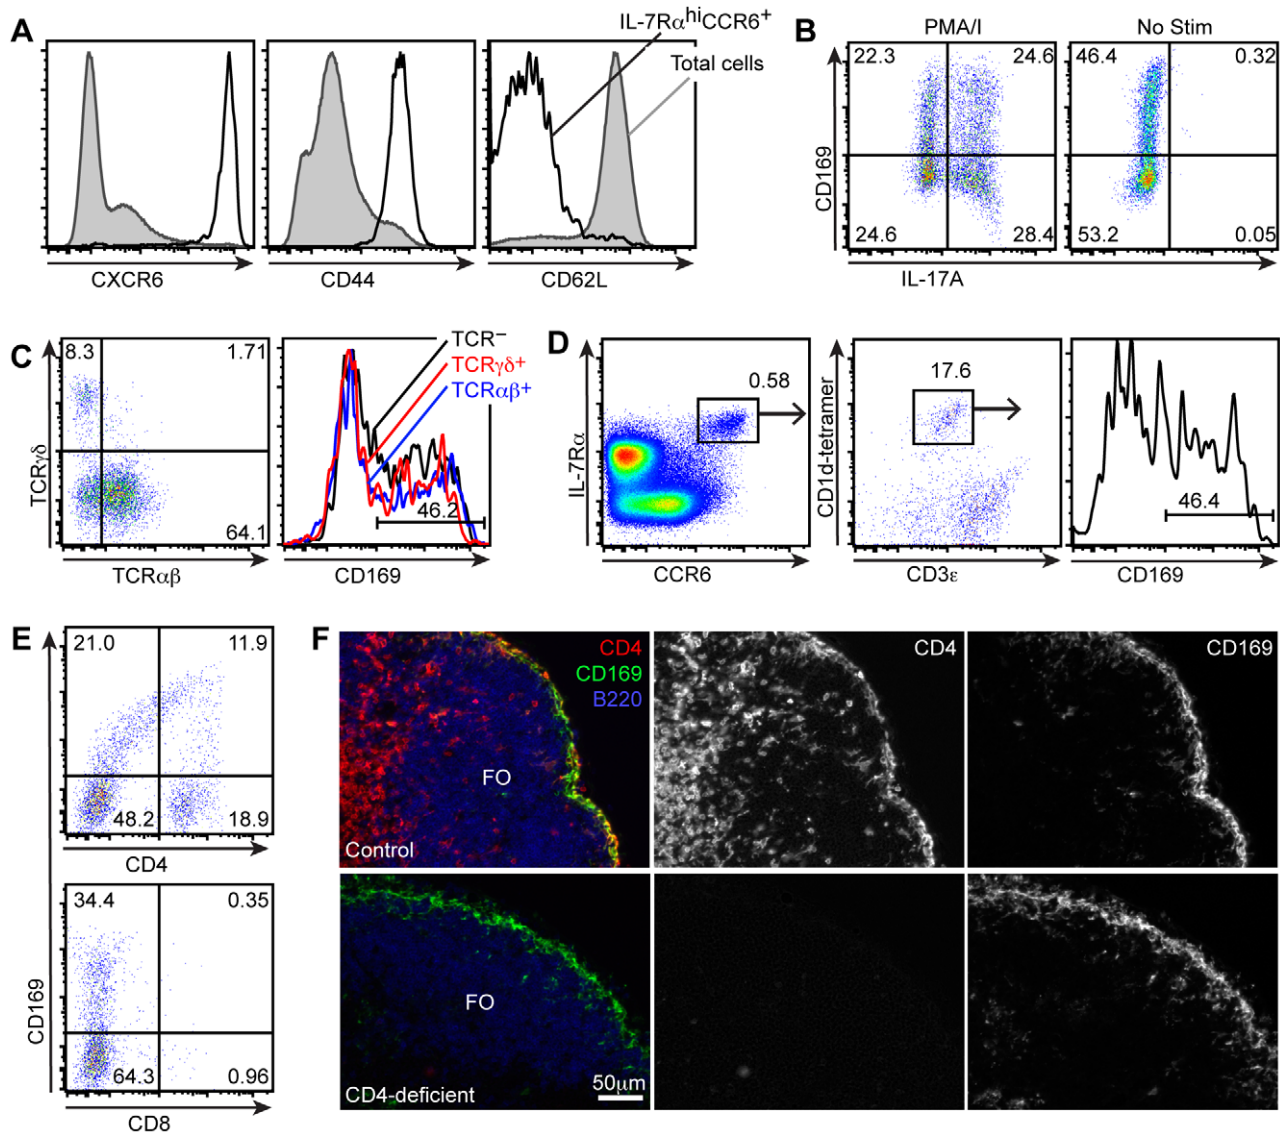 A
IL-7RαhiCCR6+
Total cells
CXCR6
CD44
CD62L
B
PMA/I
No Stim
22.3
24.6
46.4
0.32
CD169
24.6
28.4
53.2
0.05
IL-17A
C
8.3
1.71
TCRγδ
64.1
TCRαβ
TCR−
TCRγδ+
TCRαβ+
46.2
CD169
D
0.58
IL-7Rα
CCR6
17.6
CD1d-tetramer
CD3ε
46.4
CD169
E
21.0
11.9
48.2
18.9
CD4
34.4
0.35
CD169
64.3
0.96
CD8
F
CD4
CD169
B220
FO
Control
CD4
CD169
FO
CD4-deficient
50μm